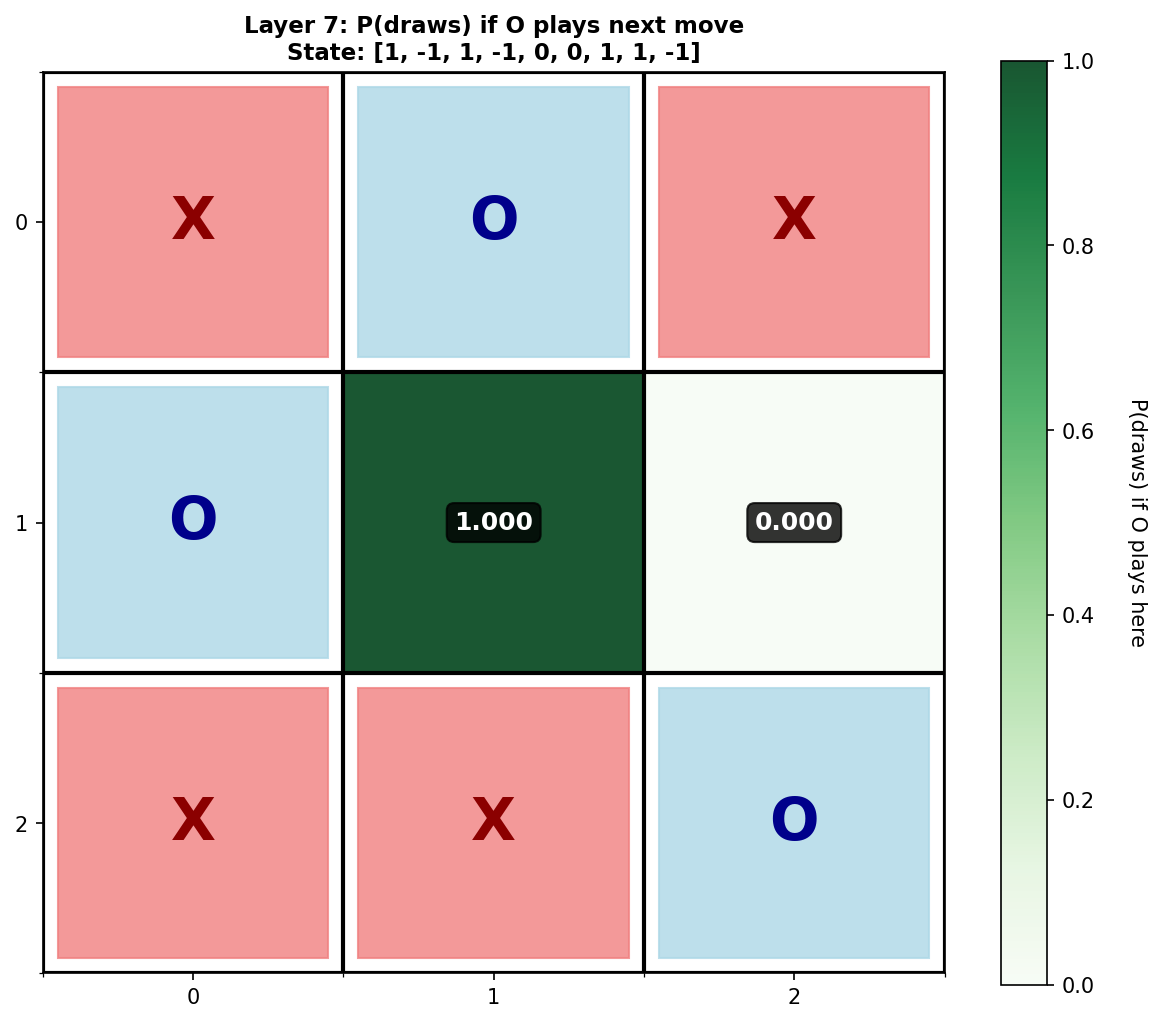 Layer 7: P(draws) if O plays next move
State: [1, -1, 1, -1, 0, 0, 1, 1, -1]
1.0
0.8
0.6
0.4
0.2
0.0
P(draws) if O plays here
0
X
O
X
1
O
1.000
0.000
2
X
X
O
0
1
2